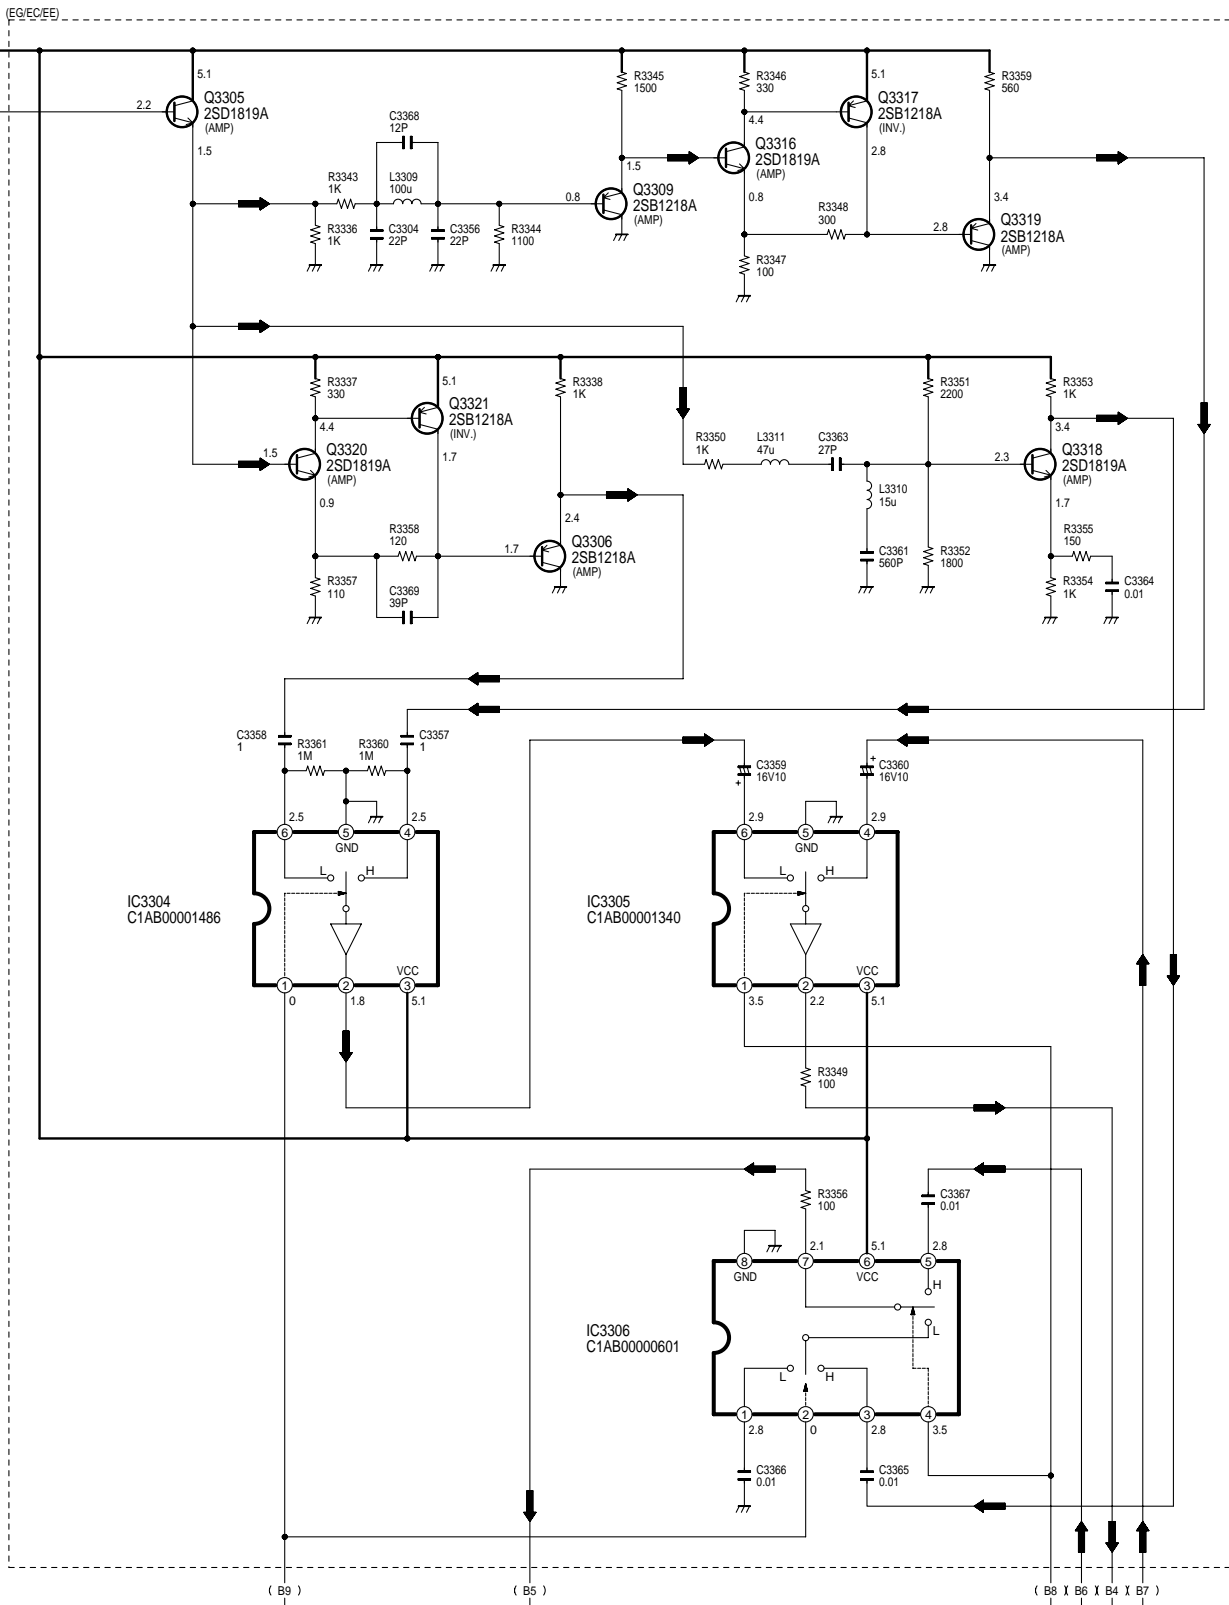 (EG/EC/EE)
5.1
2.2
Q3305
2SD1819A
(AMP)
1.5
C3368
12P
R3343
1K
L3309
100u
R3336
1K
C3304
22P
C3356
22P
R3344
1100
R3345
1500
1.5
0.8
Q3309
2SB1218A
(AMP)
R3346
330
4.4
Q3316
2SD1819A
(AMP)
0.8
R3347
100
R3348
300
5.1
Q3317
2SB1218A
(INV.)
2.8
R3359
560
3.4
2.8
Q3319
2SB1218A
(AMP)
R3337
330
4.4
1.5
Q3320
2SD1819A
(AMP)
0.9
R3357
110
R3358
120
C3369
39P
5.1
Q3321
2SB1218A
(INV.)
1.7
R3338
1K
2.4
1.7
Q3306
2SB1218A
(AMP)
R3350
1K
L3311
47u
C3363
27P
L3310
15u
C3361
560P
R3351
2200
R3352
1800
R3353
1K
3.4
2.3
Q3318
2SD1819A
(AMP)
1.7
R3355
150
R3354
1K
C3364
0.01
C3358
1
R3361
1M
R3360
1M
C3357
1
2.5
2.5
6
5
4
GND
L
H
IC3304
C1AB00001486
VCC
1
2
3
0
1.8
5.1
C3359
16V10
+
+
C3360
16V10
2.9
2.9
6
5
4
GND
L
H
IC3305
C1AB00001340
VCC
1
2
3
3.5
2.2
5.1
R3349
100
R3356
100
C3367
0.01
2.1
5.1
2.8
8
7
6
5
GND
VCC
H
L
IC3306
C1AB00000601
L
H
1
2
3
4
2.8
0
2.8
3.5
C3366
0.01
C3365
0.01
( B9 )
( B5 )
( B8 )( B6 )( B4 )( B7 )